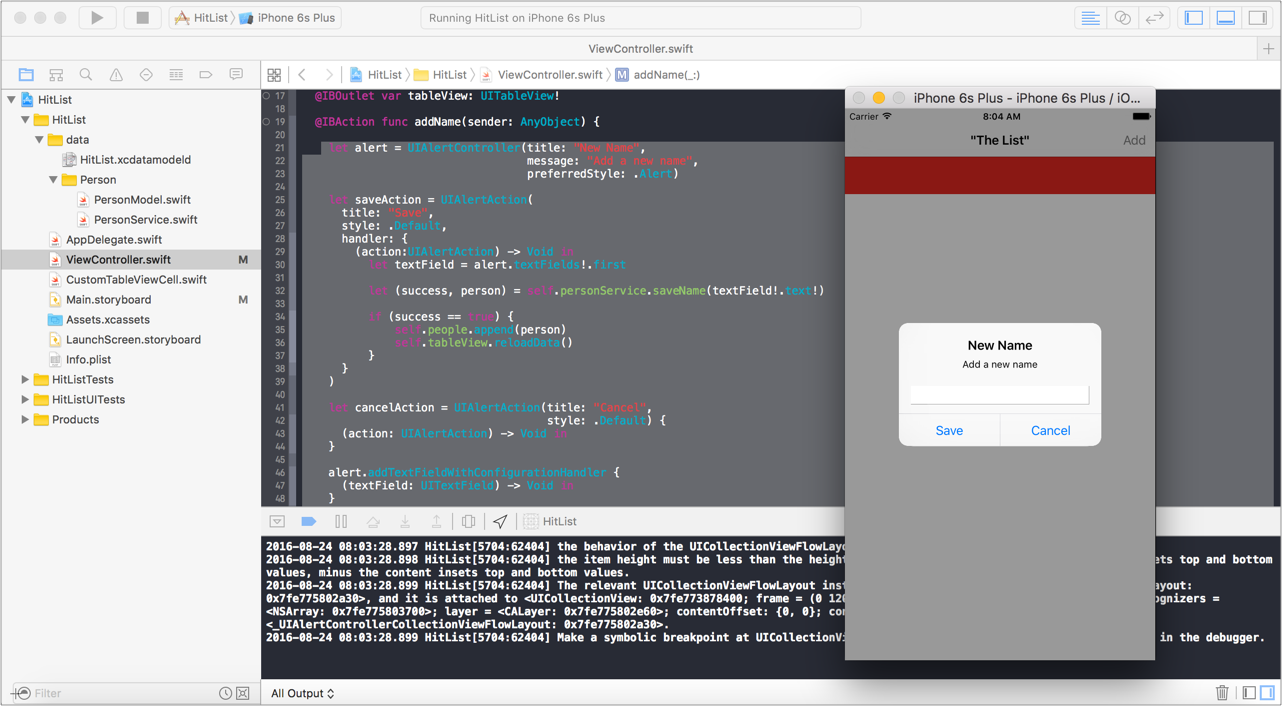 HitList iPhone 6s Plus
Running HitList on iPhone 6s Plus
ViewController.swift
HitList HitList ViewController.swift M addName(_:)
HitList
HitList
data
HitList.xcdatamodeld
Person
PersonModel.swift
PersonService.swift
AppDelegate.swift
ViewController.swift M
CustomTableViewCell.swift
Main.storyboard M
Assets.xcassets
LaunchScreen.storyboard
Info.plist
HitListTests
HitListUITests
Products
Filter
17 @IBOutlet var tableView: UITableView!
18
19 @IBAction func addName(sender: AnyObject) {
20
21 let alert = UIAlertController(title: "New Name",
22 message: "Add a new name",
23 preferredStyle: .Alert)
24
25 let saveAction = UIAlertAction(
26 title: "Save",
27 style: .Default,
28 handler: {
29 (action:UIAlertAction) -> Void in
30 let textField = alert.textFields!.first
31
32 let (success, person) = self.personService.saveName(textField!.text!)
33
34 if (success == true) {
35 self.people.append(person)
36 self.tableView.reloadData()
37 }
38 }
39 )
40
41 let cancelAction = UIAlertAction(title: "Cancel",
42 style: .Default) {
43 (action: UIAlertAction) -> Void in
44 }
45
46 alert.addTextFieldWithConfigurationHandler {
47 (textField: UITextField) -> Void in
48 }
HitList
2016-08-24 08:03:28.897 HitList[5704:62404] the behavior of the UICollectionViewFlowLayo
2016-08-24 08:03:28.898 HitList[5704:62404] the item height must be less than the heigh ets top and bottom
values, minus the content insets top and bottom values.
2016-08-24 08:03:28.899 HitList[5704:62404] The relevant UICollectionViewFlowLayout inst ayout:
0x7fe775802a30>, and it is attached to <UICollectionView: 0x7fe773878400; frame = (0 120 cognizers =
<NSArray: 0x7fe775803700>; layer = <CALayer: 0x7fe775802e60>; contentOffset: {0, 0}; con
<_UIAlertControllerCollectionViewFlowLayout: 0x7fe775802a30>.
2016-08-24 08:03:28.899 HitList[5704:62404] Make a symbolic breakpoint at UICollectionVi in the debugger.
All Output
iPhone 6s Plus - iPhone 6s Plus / iO...
Carrier 8:04 AM
"The List" Add
New Name
Add a new name
Save Cancel